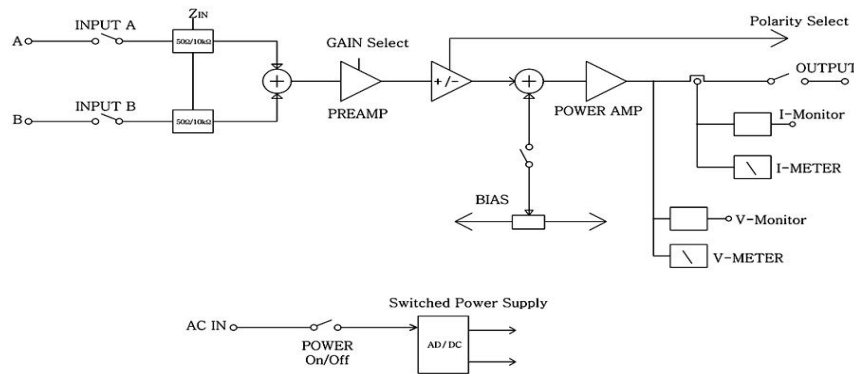 ZIN
INPUT A
A
50Ω/10kΩ
GAIN Select
Polarity Select
+/-
PREAMP
POWER AMP
OUTPUT
INPUT B
B
50Ω/10kΩ
I-Monitor
I-METER
BIAS
V-Monitor
V-METER
Switched Power Supply
AC IN
POWER
On/Off
AD/DC